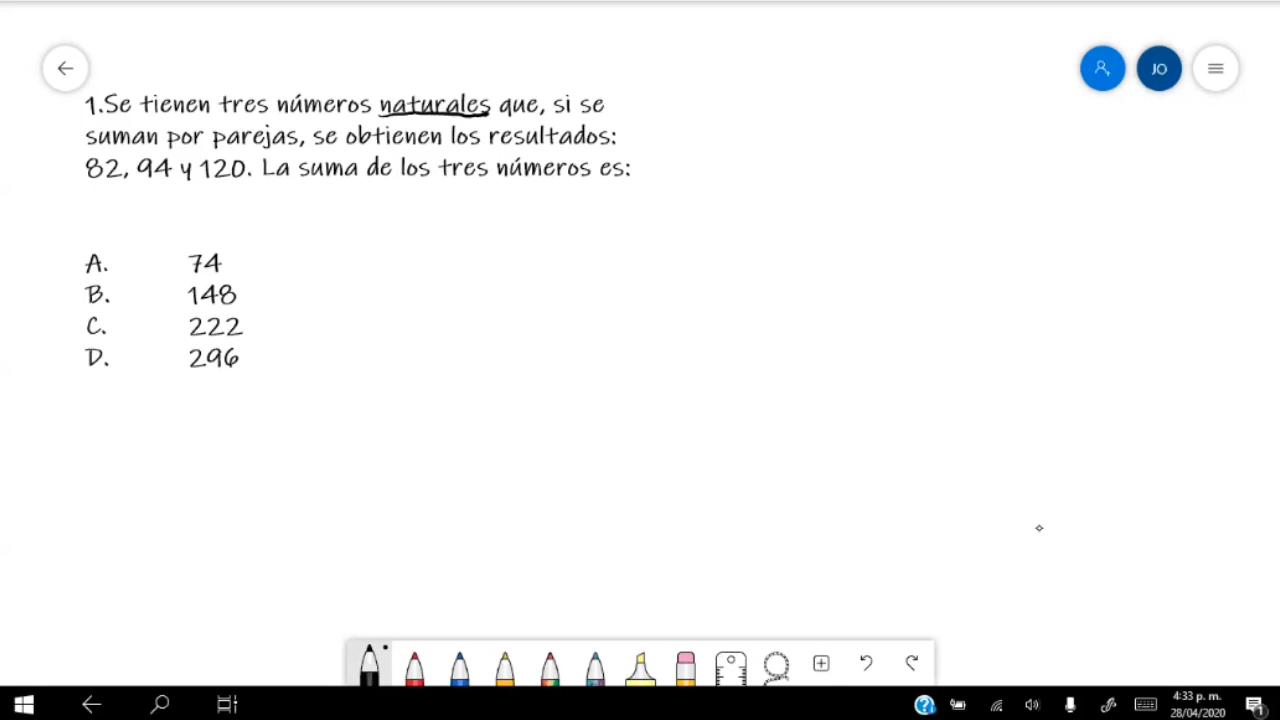 JO
1.Se tienen tres números naturales que, si se
suman por parejas, se obtienen los resultados:
82, 94 y 120. La suma de los tres números es:
A. 74
B. 148
C. 222
D. 296
4:33 p. m.
28/04/2020
1